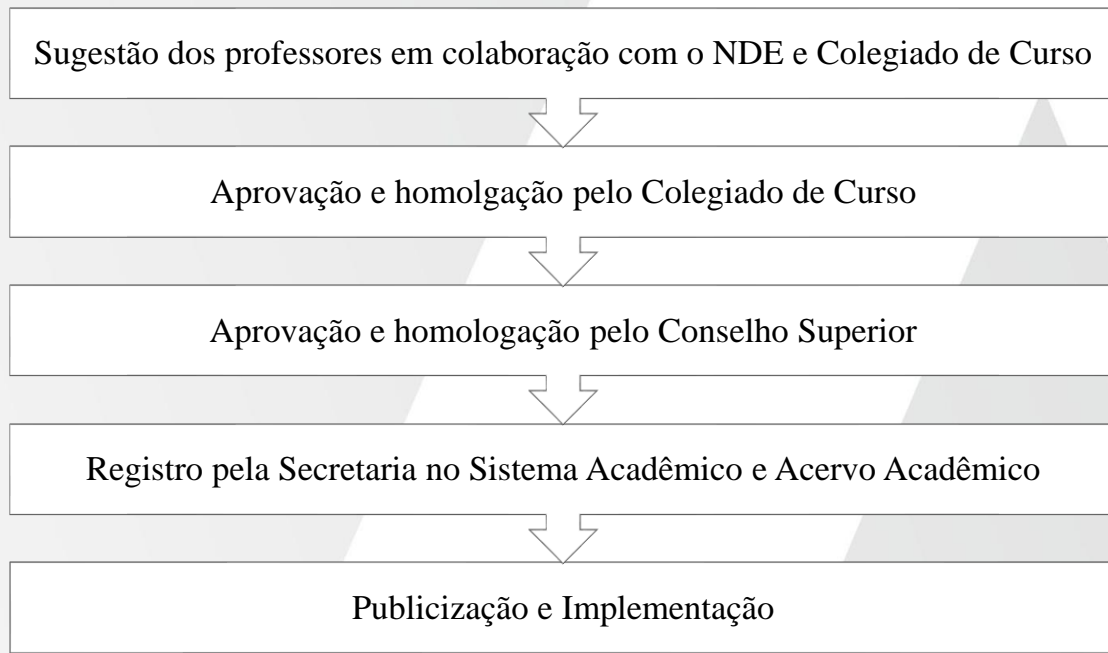 Sugestão dos professores em colaboração com o NDE e Colegiado de Curso
Aprovação e homolgação pelo Colegiado de Curso
Aprovação e homologação pelo Conselho Superior
Registro pela Secretaria no Sistema Acadêmico e Acervo Acadêmico
Publicização e Implementação